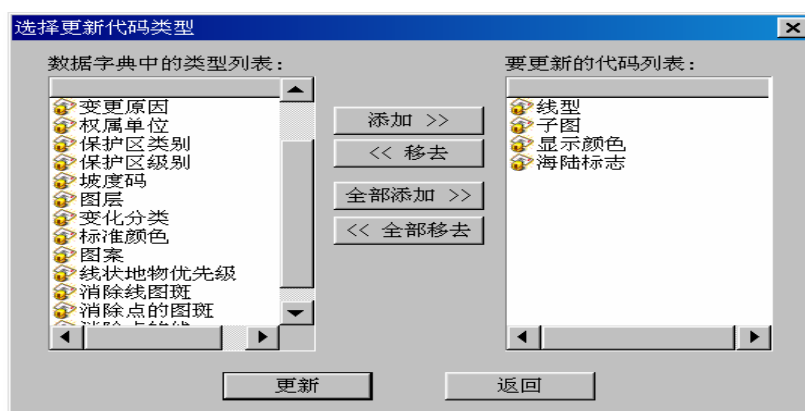 选择更新代码类型
数据字典中的类型列表:
变更原因
权属单位
保护区类别
保护区级别
坡度码
图层
变化分类
标准颜色
图案
线状地物优先级
消除线图斑
消除点的图斑
添加 >>
<< 移去
全部添加 >>
<< 全部移去
要更新的代码列表:
线型
子图
显示颜色
海陆标志
更新
返回